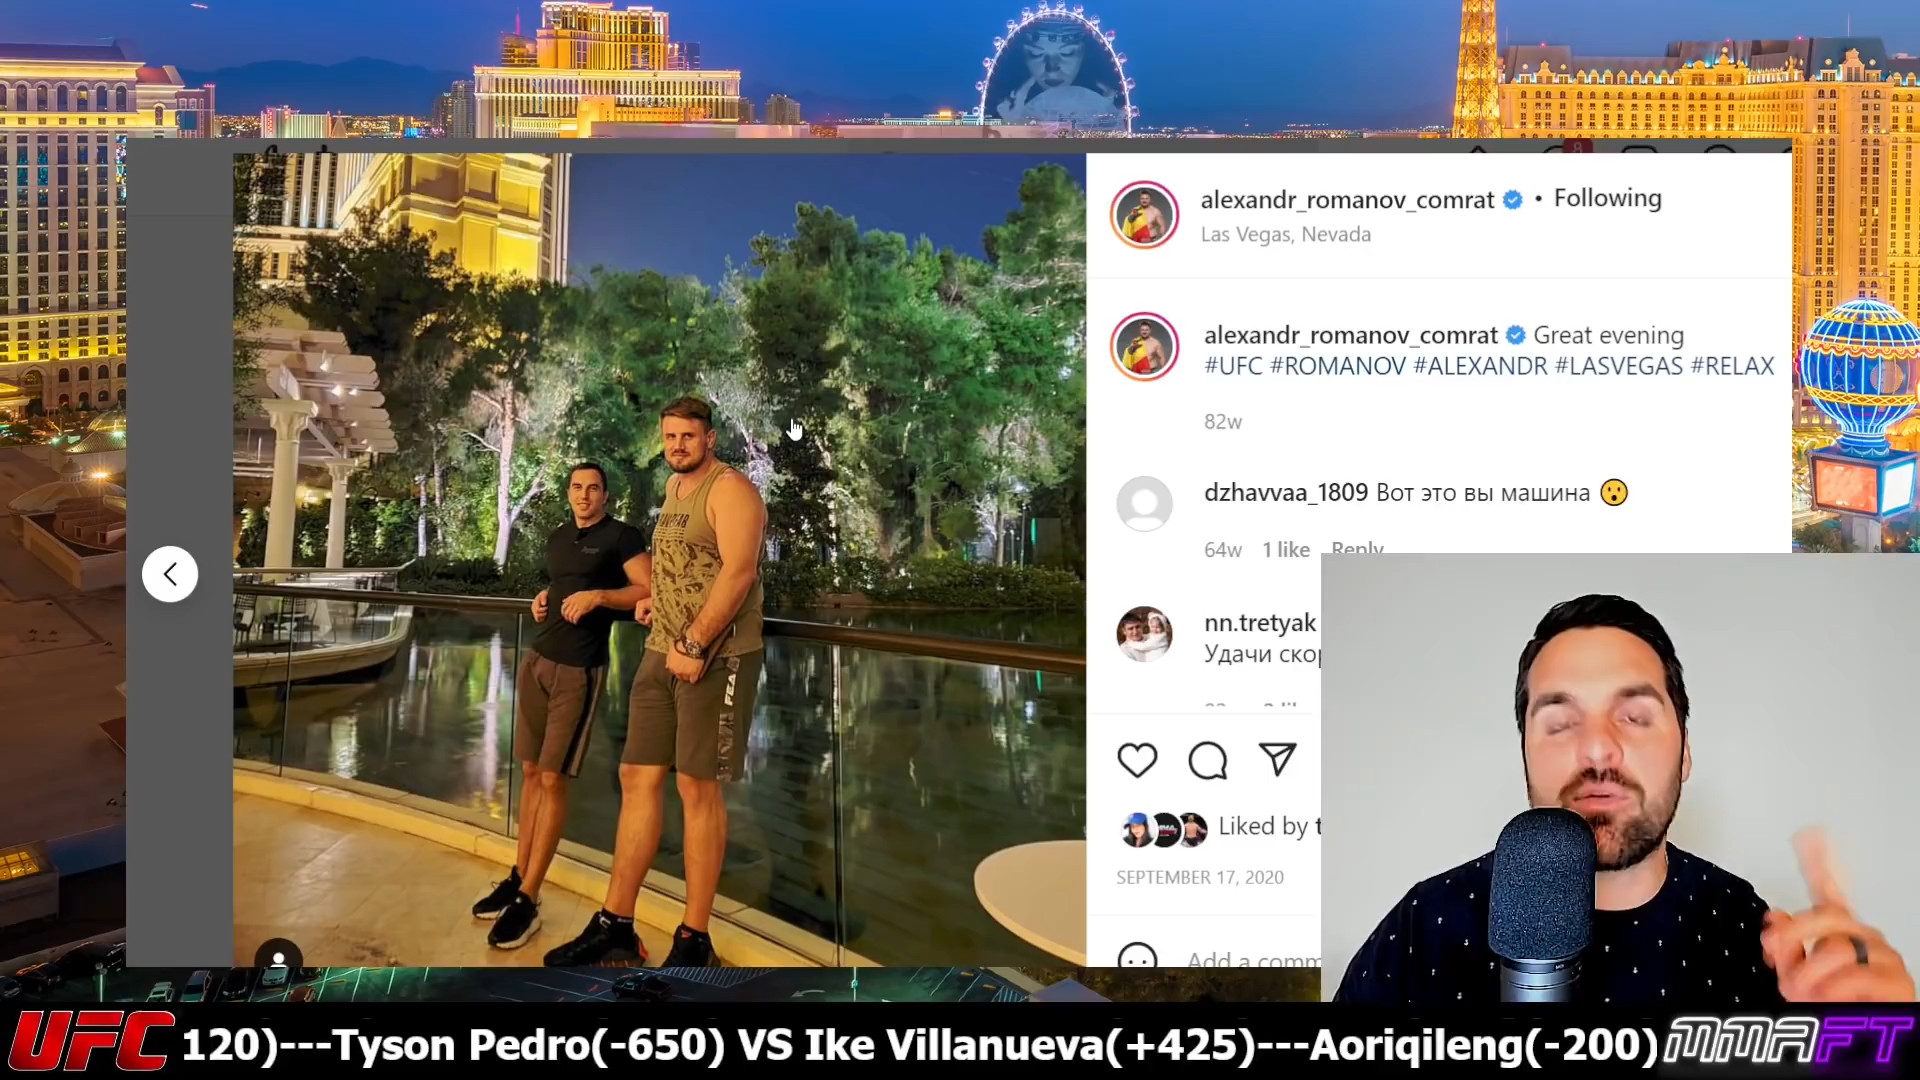 alexandr_romanov_comrat • Following
Las Vegas, Nevada
alexandr_romanov_comrat Great evening
#UFC #ROMANOV #ALEXANDR #LASVEGAS #RELAX
82w
dzhavvaa_1809 Вот это вы машина 😯
64w 1 like Reply
nn.tretyak
Удачи
Liked by
SEPTEMBER 17, 2020
Add a comm
UFC 120)---Tyson Pedro(-650) VS Ike Villanueva(+425)---Aoriqileng(-200) MMAFT